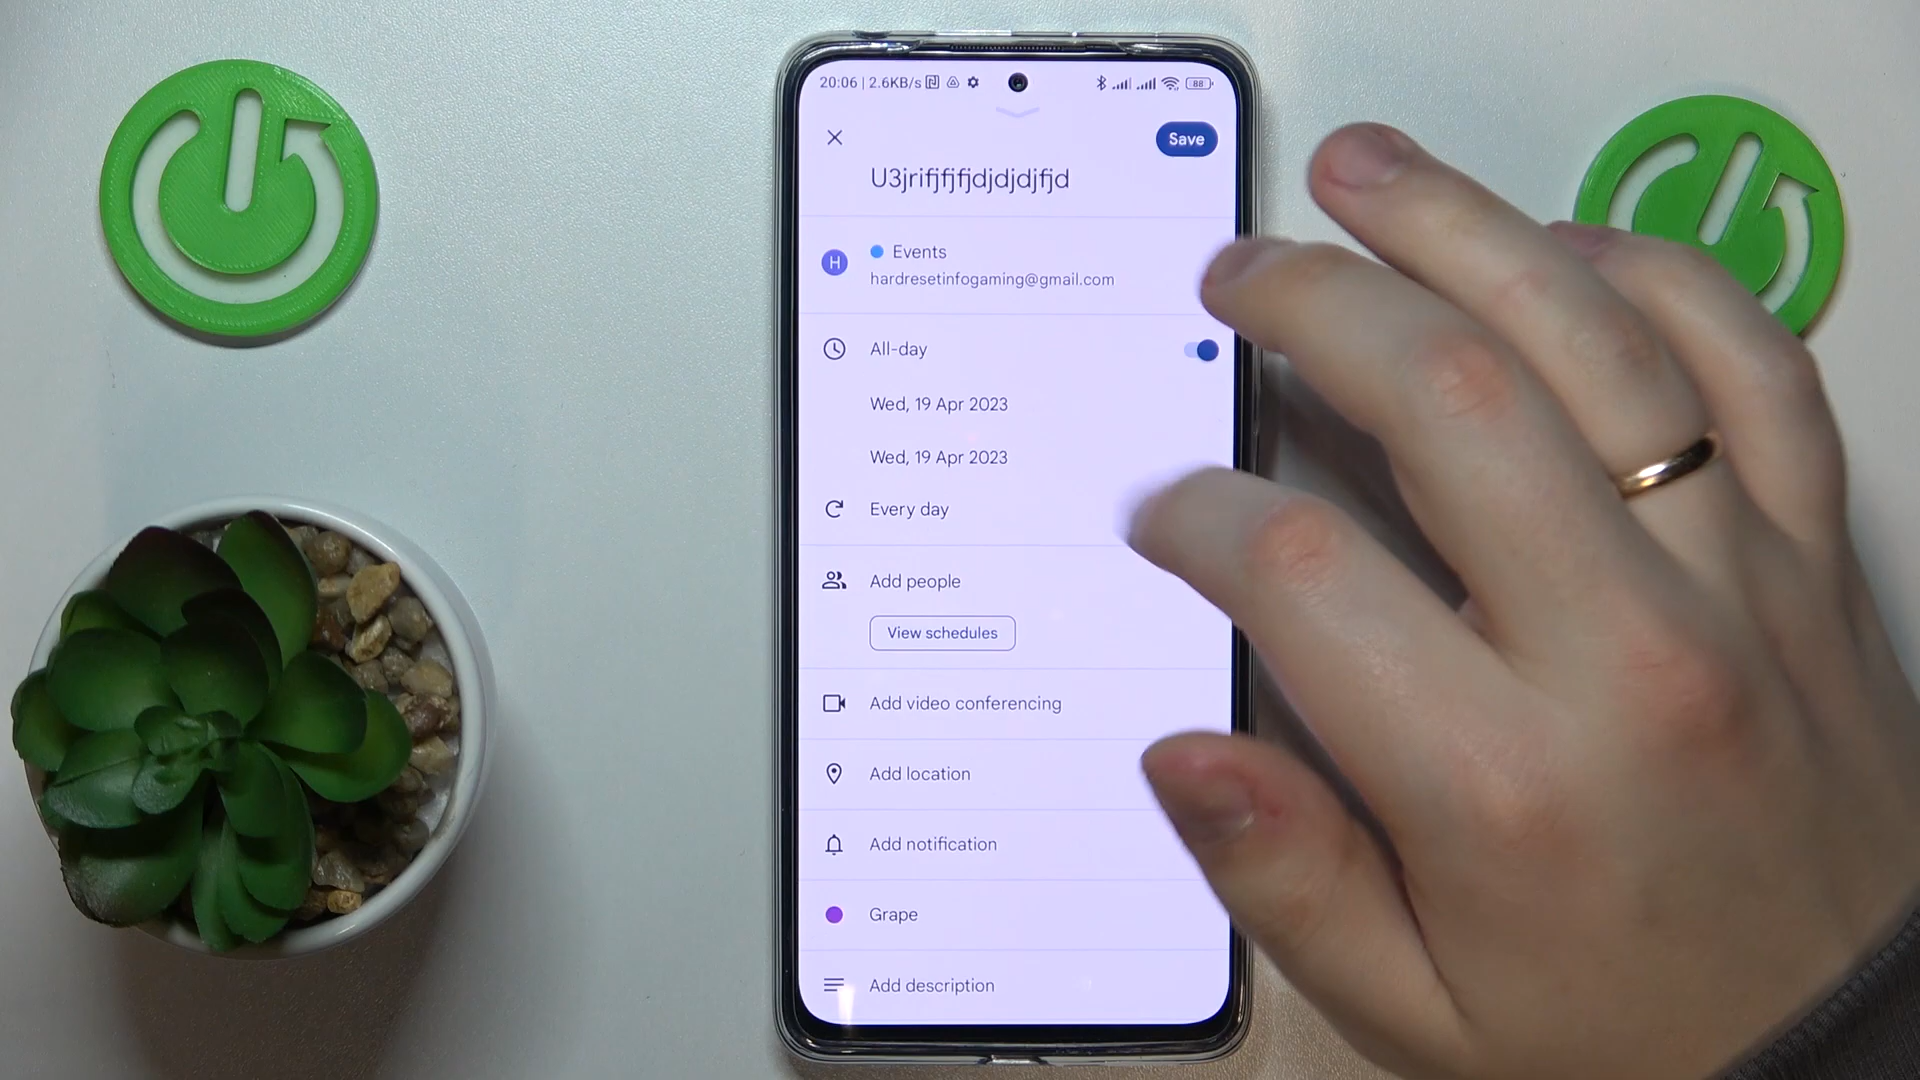 20:06 | 2.6KB/s
88
Save
U3jrifjfjfjdjdjdjfjd
H
Events
hardresetinfogaming@gmail.com
All-day
Wed, 19 Apr 2023
Wed, 19 Apr 2023
Every day
Add people
View schedules
Add video conferencing
Add location
Add notification
Grape
Add description